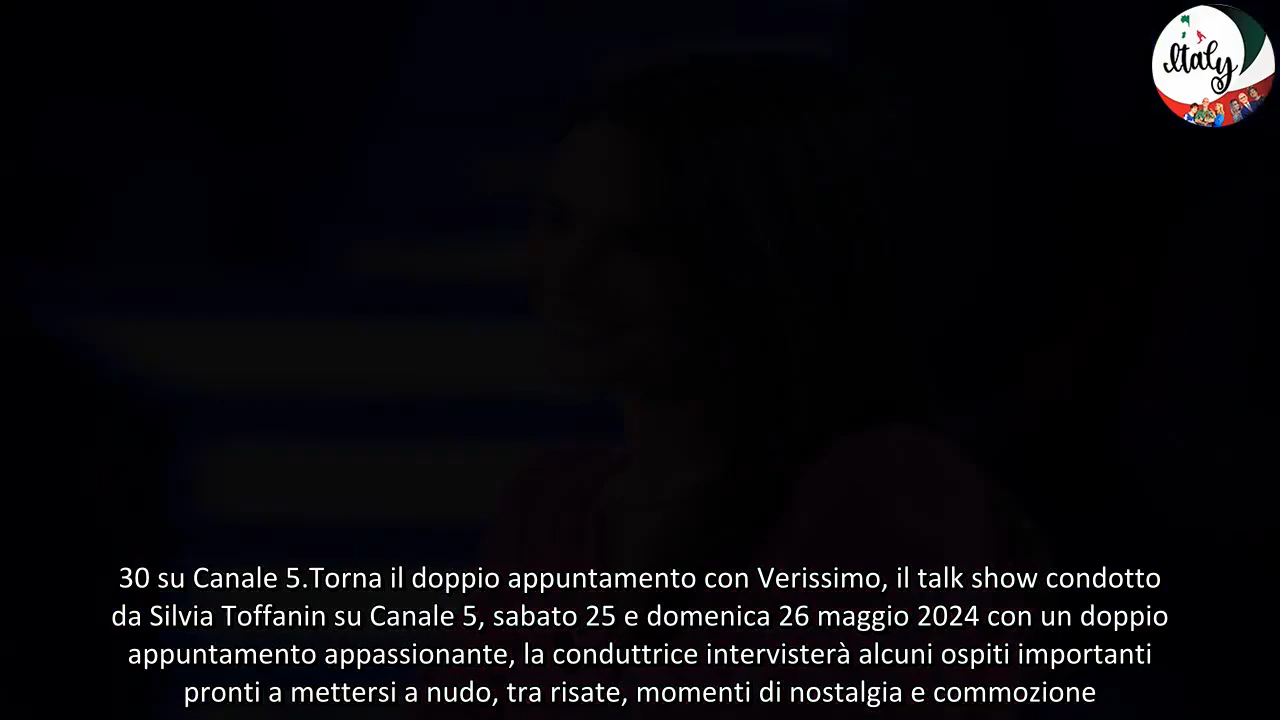 Italy
30 su Canale 5.Torna il doppio appuntamento con Verissimo, il talk show condotto
da Silvia Toffanin su Canale 5, sabato 25 e domenica 26 maggio 2024 con un doppio
appuntamento appassionante, la conduttrice intervisterà alcuni ospiti importanti
pronti a mettersi a nudo, tra risate, momenti di nostalgia e commozione